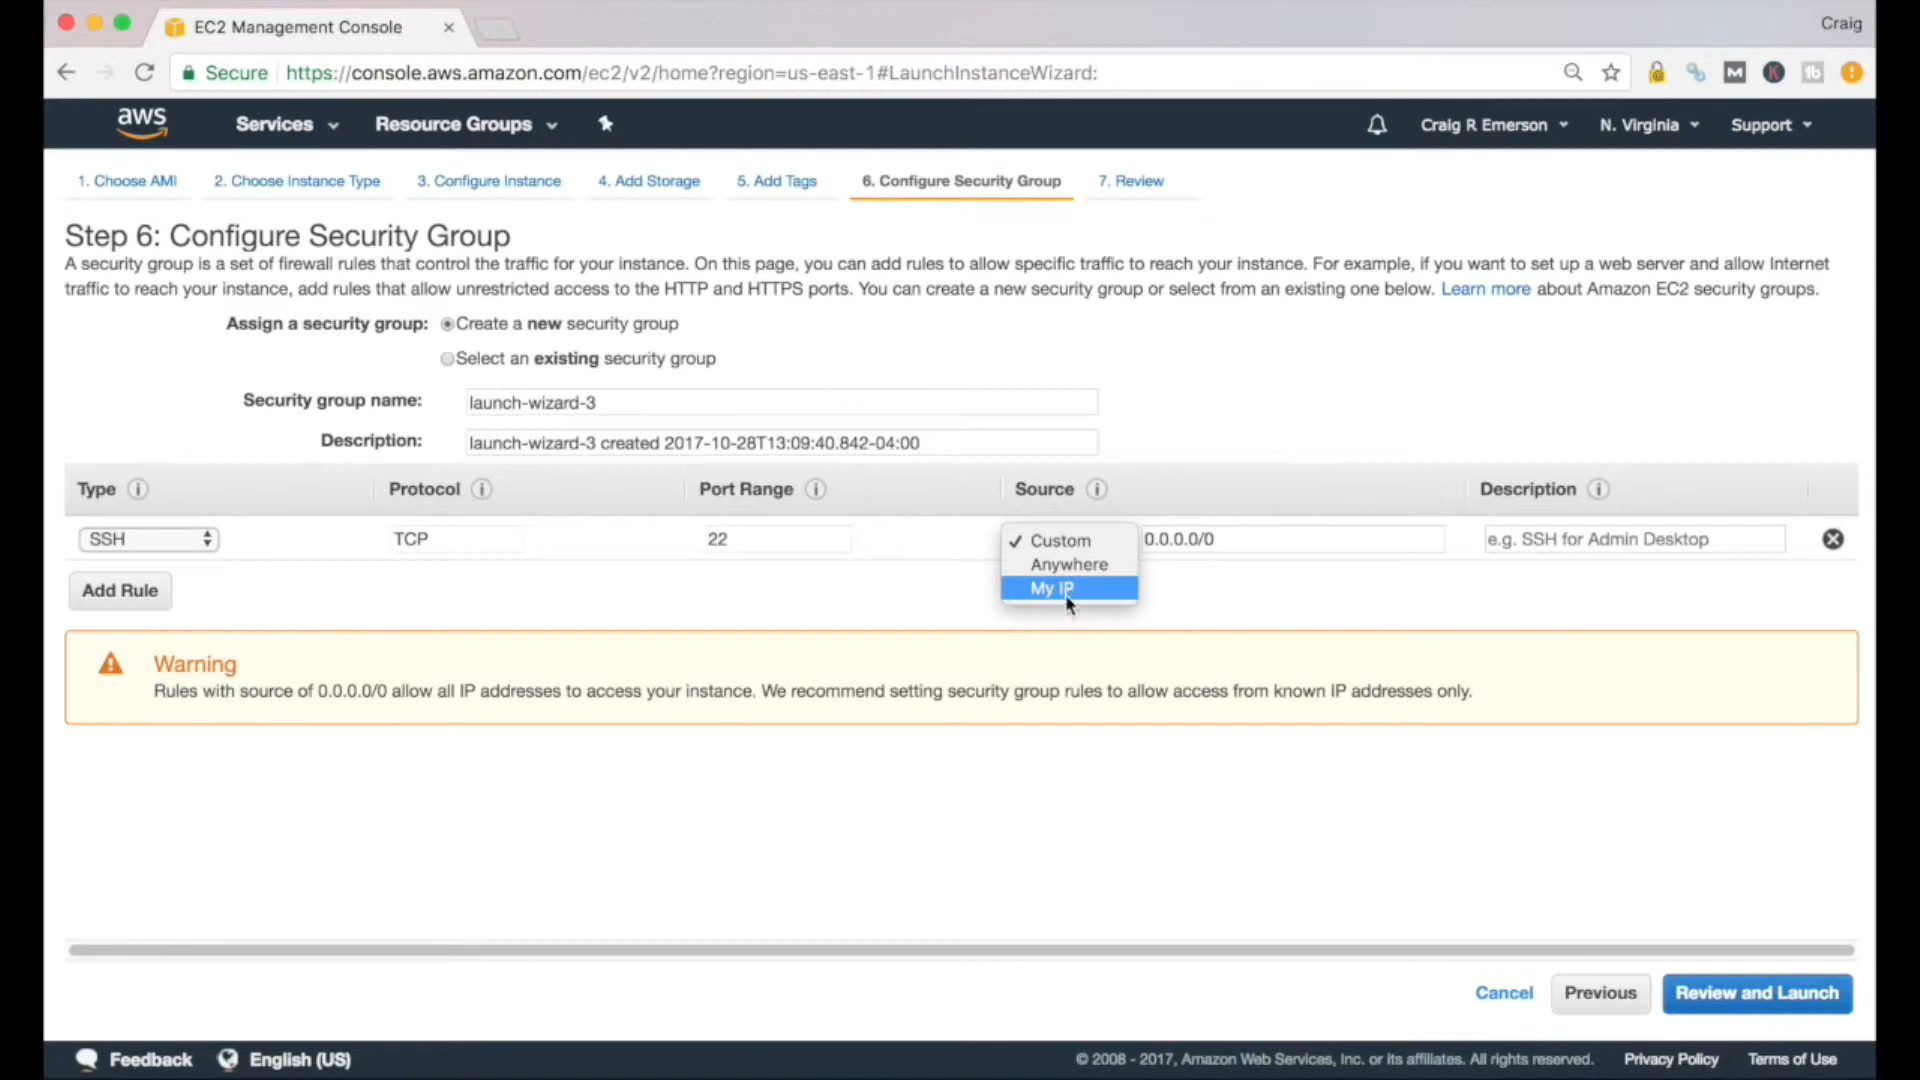 EC2 Management Console
Craig
Secure https://console.aws.amazon.com/ec2/v2/home?region=us-east-1#LaunchInstanceWizard:
aws Services Resource Groups Craig R Emerson N. Virginia Support
1. Choose AMI 2. Choose Instance Type 3. Configure Instance 4. Add Storage 5. Add Tags 6. Configure Security Group 7. Review
Step 6: Configure Security Group
A security group is a set of firewall rules that control the traffic for your instance. On this page, you can add rules to allow specific traffic to reach your instance. For example, if you want to set up a web server and allow Internet
traffic to reach your instance, add rules that allow unrestricted access to the HTTP and HTTPS ports. You can create a new security group or select from an existing one below. Learn more about Amazon EC2 security groups.
Assign a security group: Create a new security group
Select an existing security group
Security group name: launch-wizard-3
Description: launch-wizard-3 created 2017-10-28T13:09:40.842-04:00
Type Protocol Port Range Source Description
SSH TCP 22 Custom 0.0.0.0/0 e.g. SSH for Admin Desktop
Anywhere
My IP
Add Rule
Warning
Rules with source of 0.0.0.0/0 allow all IP addresses to access your instance. We recommend setting security group rules to allow access from known IP addresses only.
Cancel Previous Review and Launch
Feedback English (US) © 2008 - 2017, Amazon Web Services, Inc. or its affiliates. All rights reserved. Privacy Policy Terms of Use